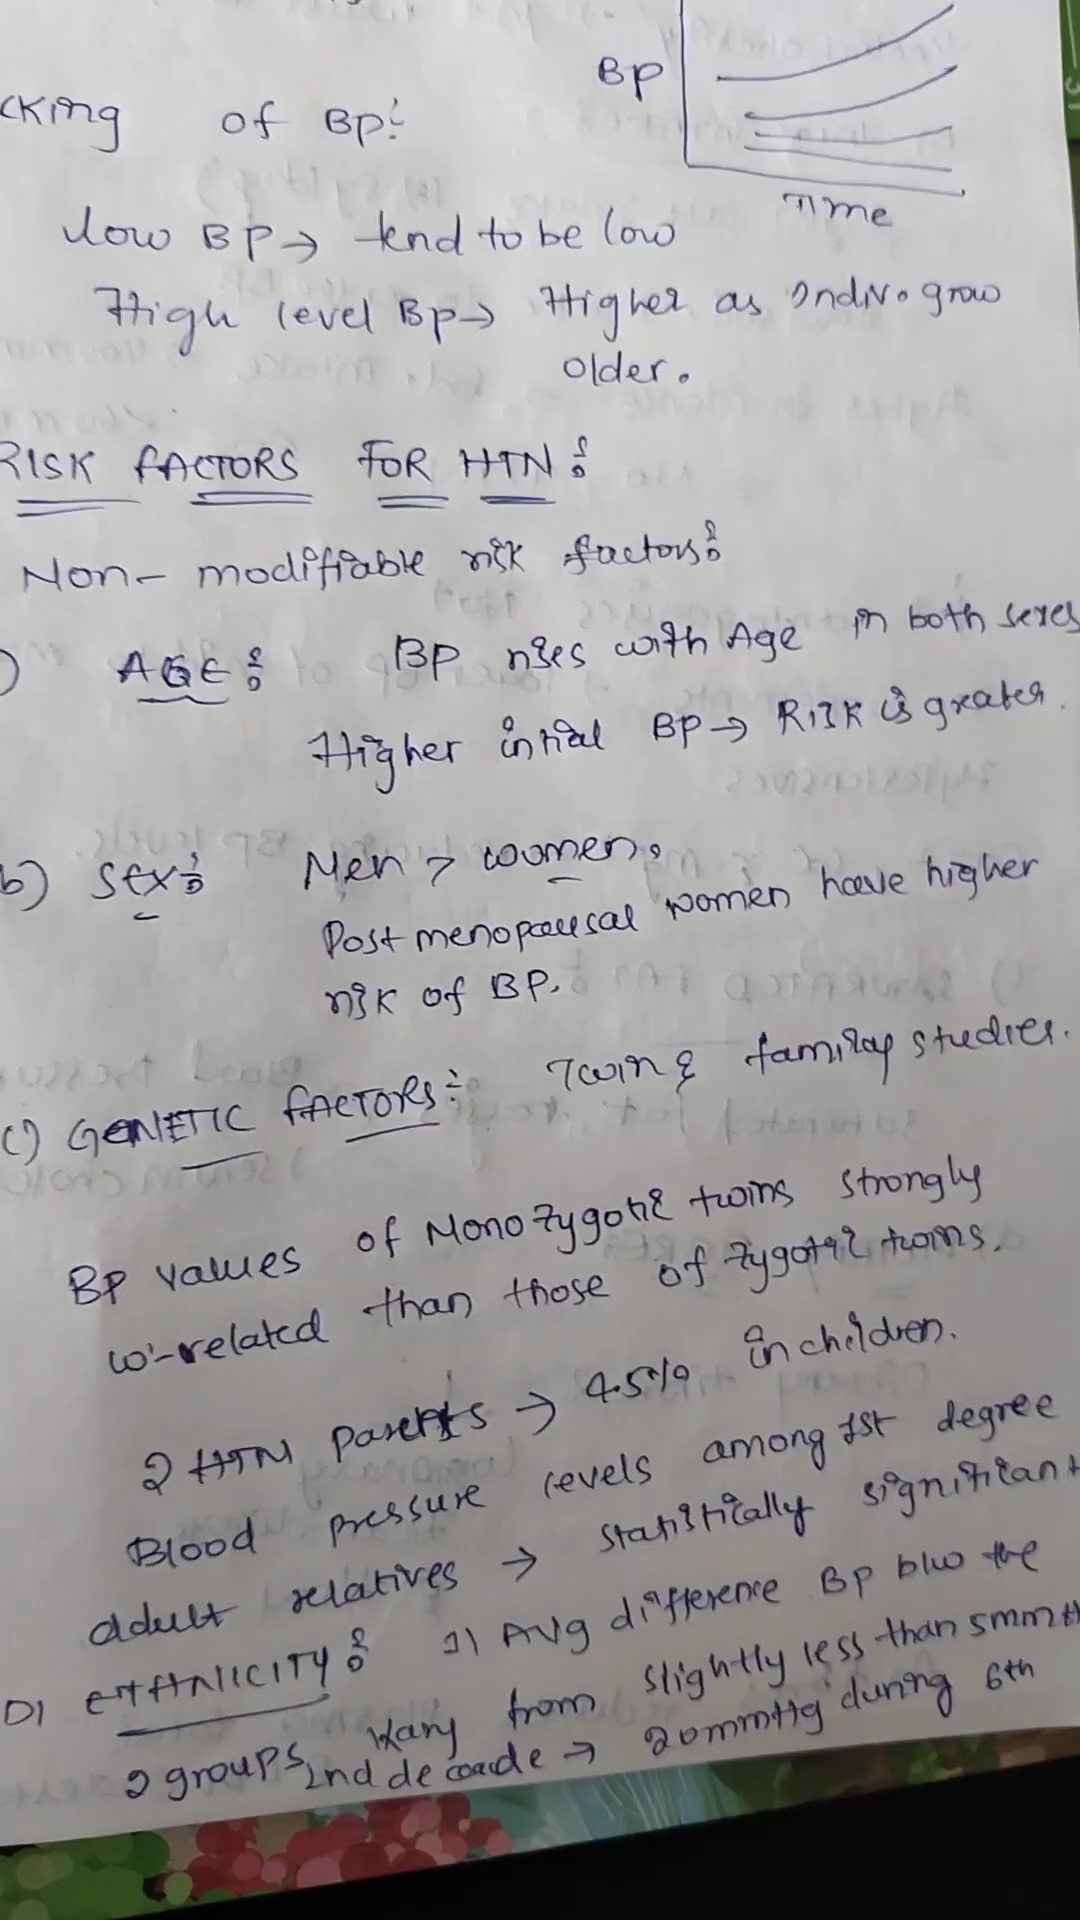 BP
cking of BP:
Time
low BP → tend to be low
High level BP → Higher as Indiv. grow
older.
RISK FACTORS FOR HTN:
Non-modifiable risk factors:
) AGE: BP rises with Age in both sexes
Higher initial BP → Risk is greater.
b) Sex: Men > women.
Post menopausal women have higher
risk of BP.
c) GENETIC FACTORS: Twin & family studies.
BP values of Monozygotic twins strongly
co-related than those of zygotic twins.
2 HTN parents → 45% in children.
Blood pressure levels among 1st degree
adult relatives → statistically significant
D) ETHNICITY: 1) Avg difference BP b/w the
2 groups vary from slightly less than 5mmH
2nd decade → 20mmHg during 6th